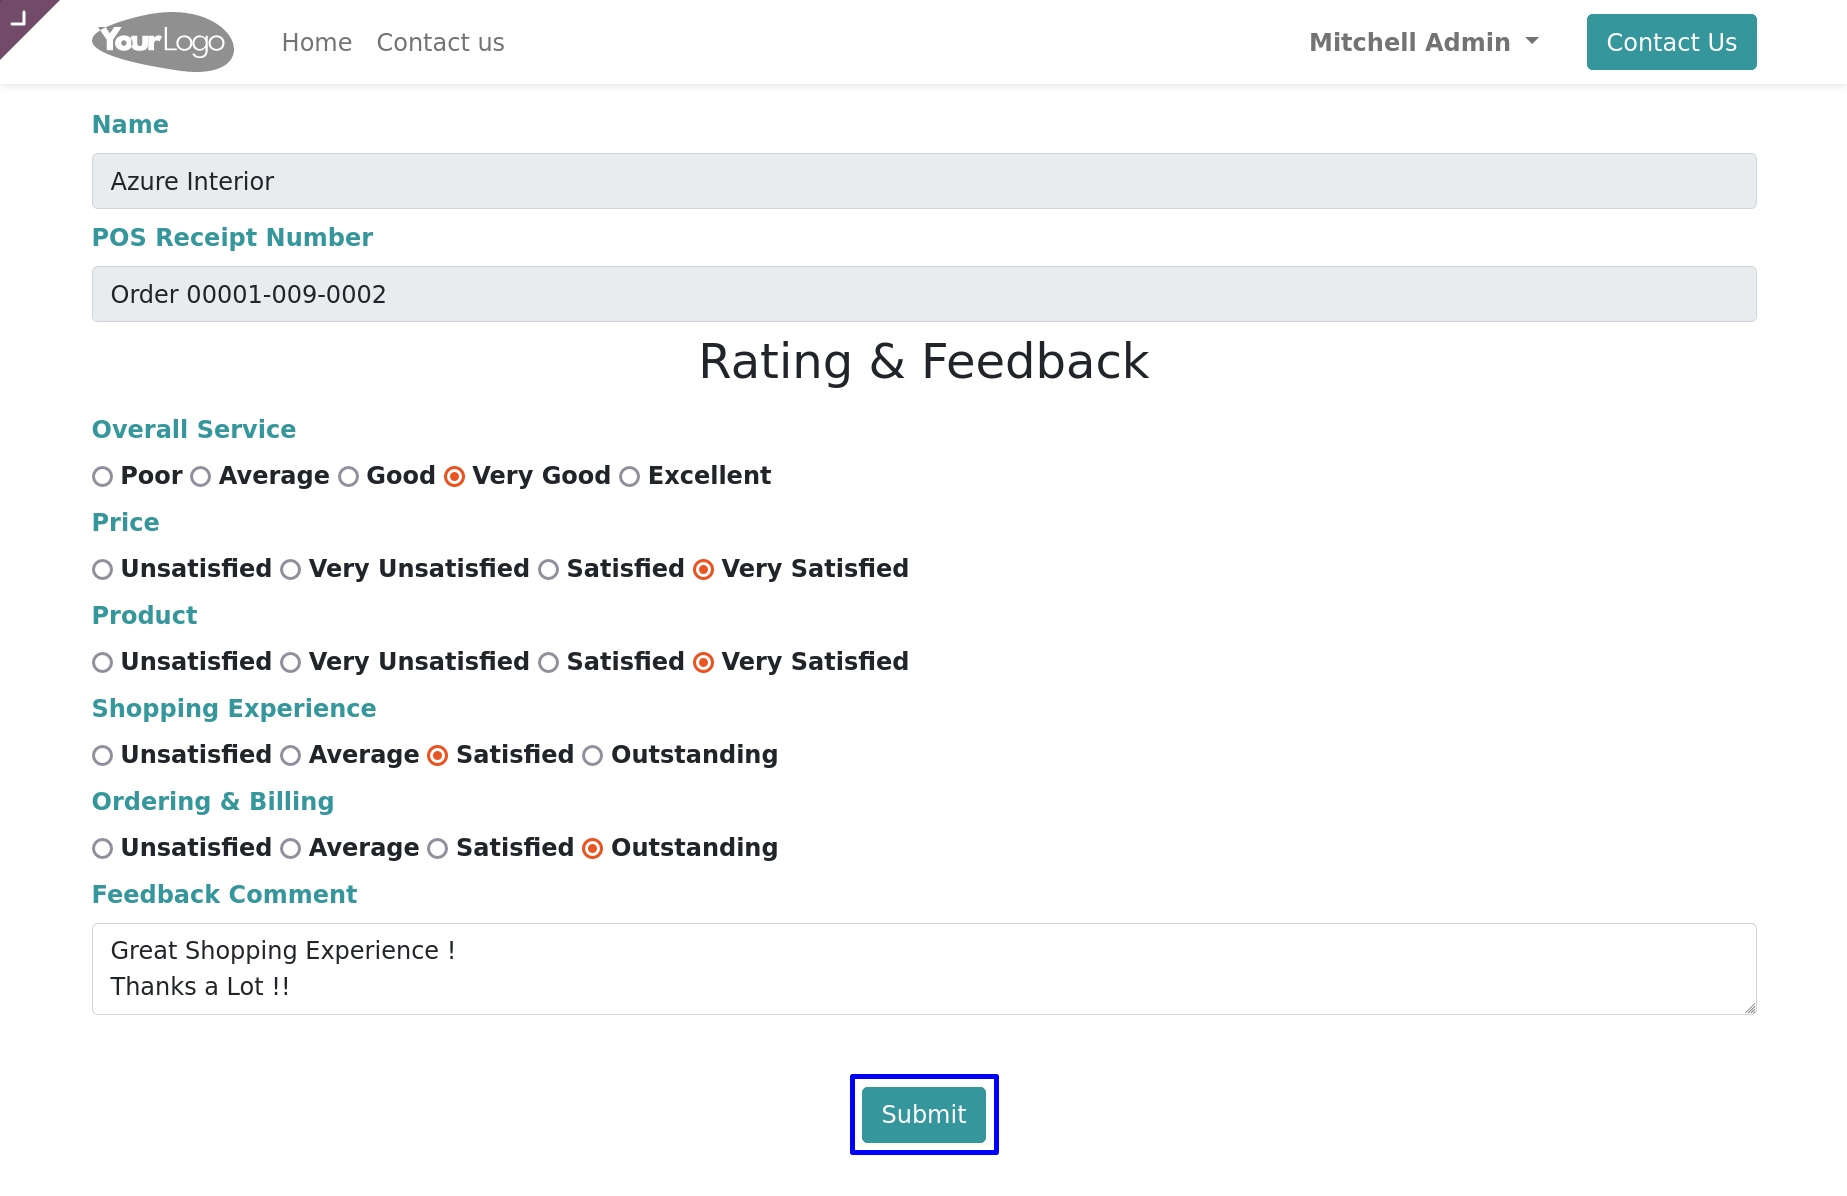 YourLogo Home Contact us Mitchell Admin Contact Us
Name
Azure Interior
POS Receipt Number
Order 00001-009-0002
Rating & Feedback
Overall Service
Poor Average Good Very Good Excellent
Price
Unsatisfied Very Unsatisfied Satisfied Very Satisfied
Product
Unsatisfied Very Unsatisfied Satisfied Very Satisfied
Shopping Experience
Unsatisfied Average Satisfied Outstanding
Ordering & Billing
Unsatisfied Average Satisfied Outstanding
Feedback Comment
Great Shopping Experience !
Thanks a Lot !!
Submit